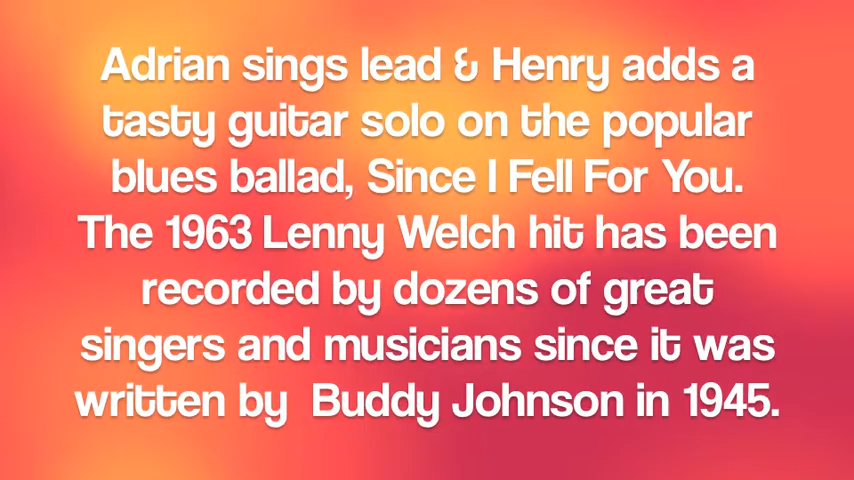 Adrian sings lead & Henry adds a
tasty guitar solo on the popular
blues ballad, Since I Fell For You.
The 1963 Lenny Welch hit has been
recorded by dozens of great
singers and musicians since it was
written by  Buddy Johnson in 1945.